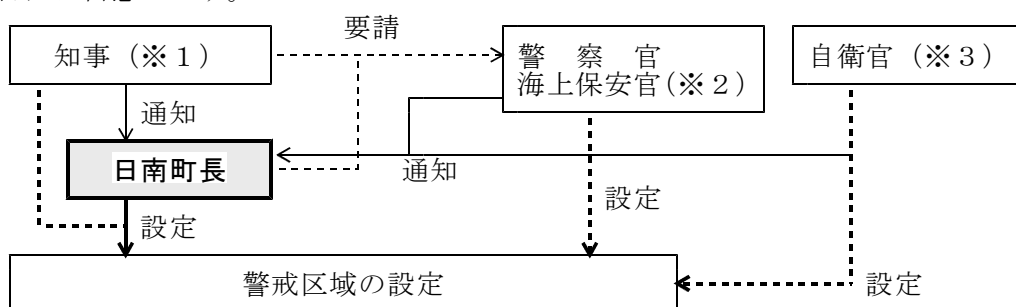 要請
知事（※１）
警察官
海上保安官(※２)
自衛官（※３）
通知
日南町長
通知
設定
設定
警戒区域の設定
設定